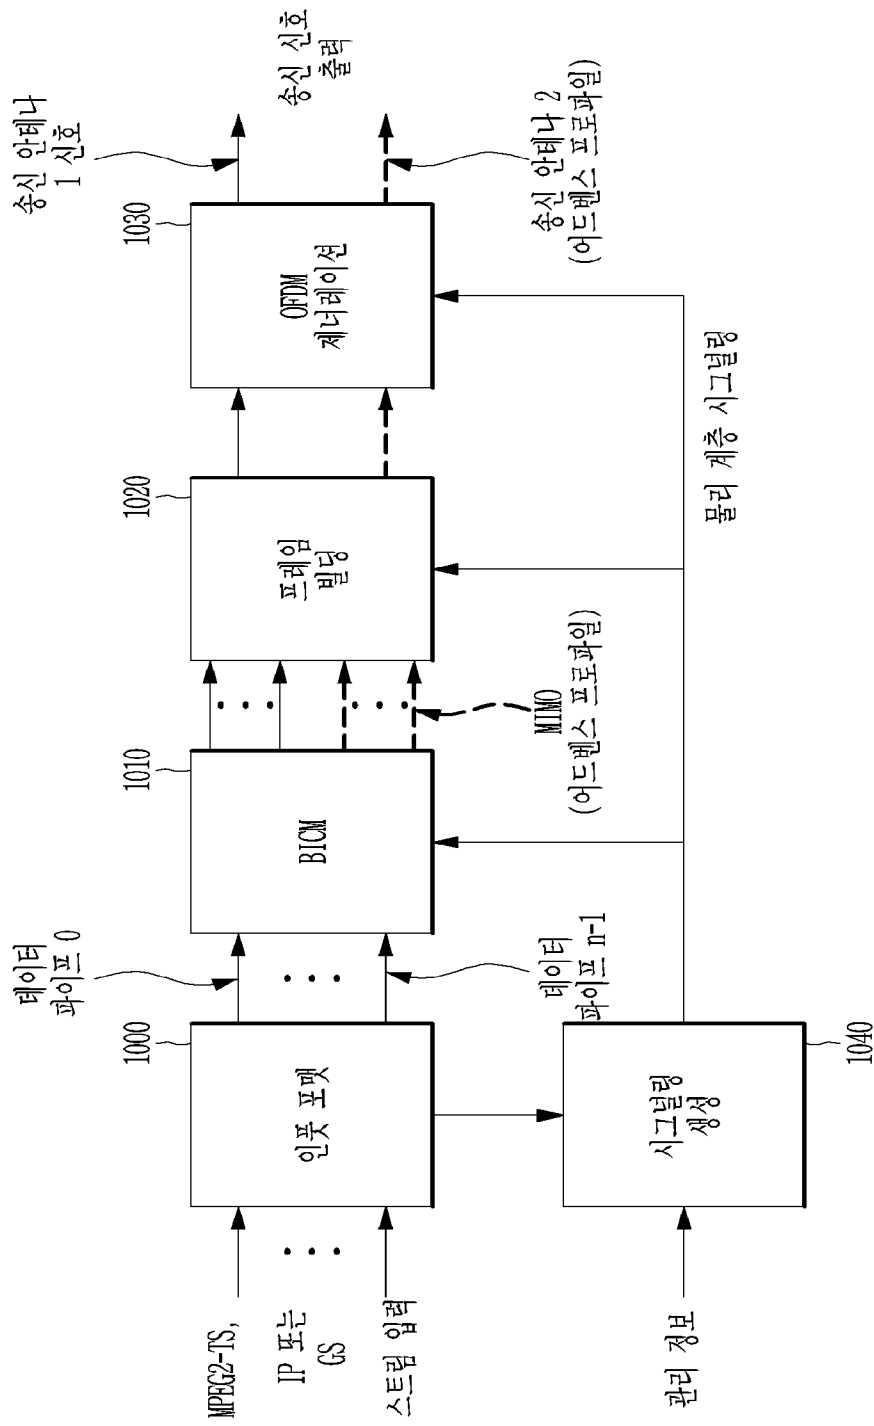 MPEG2-TS,
IP 또는
GS
스트림 입력
관리 정보
1000
인풋 포맷
1040
시그널링
생성
데이터
파이프 0
데이터
파이프 n-1
1010
BICM
MIMO
(어드벤스 프로파일)
1020
프레임
빌딩
1030
OFDM
제너레이션
물리 계층 시그널링
송신 안테나
1 신호
송신 안테나 2
(어드벤스 프로파일)
송신 신호
출력